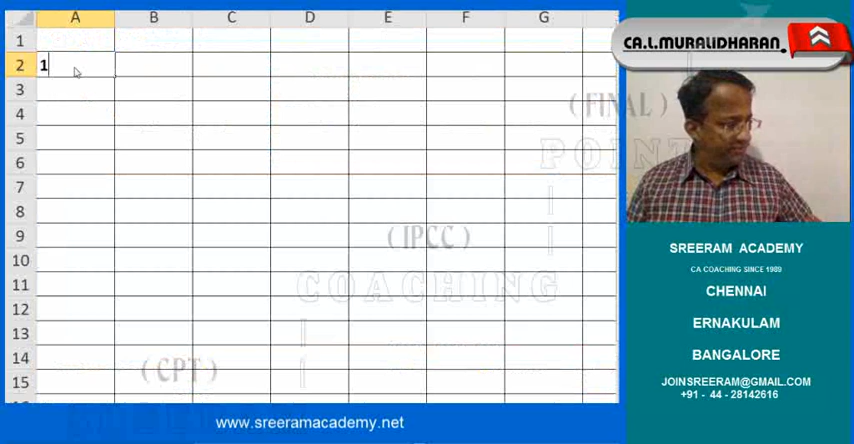 A B C D E F G
1
2 1
3
4
(FINAL)
5
6
POINT
7
8
9
(IPCC)
10
11
COACHING
12
13
14
(CPT)
15
www.sreeramacademy.net
CA.L.MURALIDHARAN.
SREERAM ACADEMY
CA COACHING SINCE 1989
CHENNAI
ERNAKULAM
BANGALORE
JOINSREERAM@GMAIL.COM
+91 - 44 - 28142616